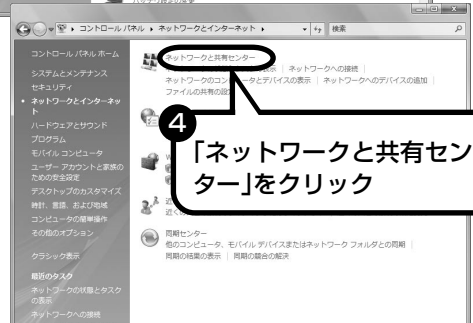 コントロール パネル ▸ ネットワークとインターネット ▸
検索
コントロール パネル ホーム
システムとメンテナンス
セキュリティ
• ネットワークとインターネット
ハードウェアとサウンド
プログラム
モバイル コンピュータ
ユーザー アカウントと家族の
ための安全設定
デスクトップのカスタマイズ
時計、言語、および地域
コンピュータの簡単操作
その他のオプション
クラシック表示
最近のタスク
ネットワークの状態とタスク
の表示
ネットワークへの接続
ネットワークと共有センター
表示 | ネットワークへの接続
ネットワークのコンピュータとデバイスの表示 | ネットワークへのデバイスの追加
ファイルの共有の設
4
「ネットワークと共有セン
ター」をクリック
同期センター
他のコンピュータ、モバイル デバイスまたはネットワーク フォルダとの同期
同期の結果の表示 | 同期の競合の解決